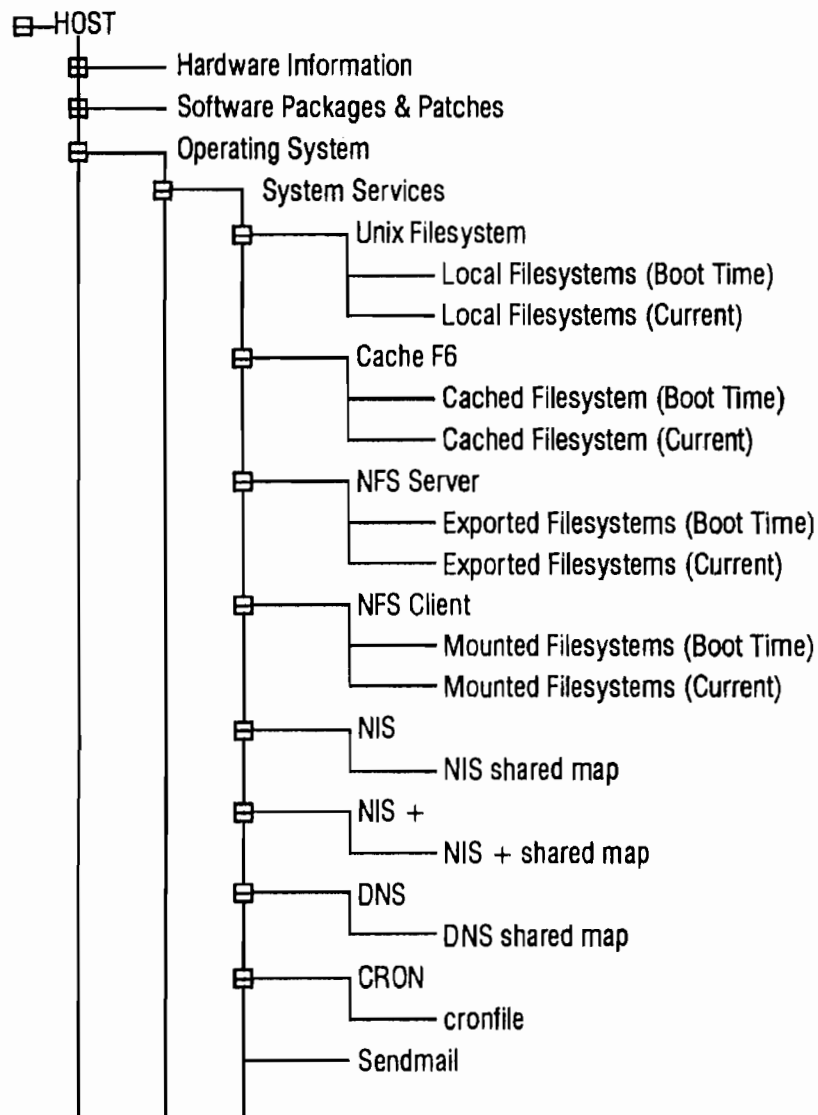 HOST
Hardware Information
Software Packages & Patches
Operating System
System Services
Unix Filesystem
Local Filesystems (Boot Time)
Local Filesystems (Current)
Cache F6
Cached Filesystem (Boot Time)
Cached Filesystem (Current)
NFS Server
Exported Filesystems (Boot Time)
Exported Filesystems (Current)
NFS Client
Mounted Filesystems (Boot Time)
Mounted Filesystems (Current)
NIS
NIS shared map
NIS +
NIS + shared map
DNS
DNS shared map
CRON
cronfile
Sendmail